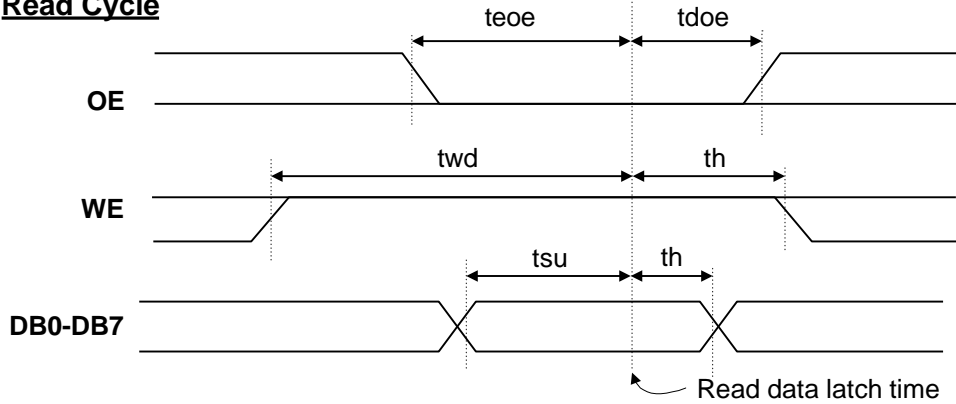 Read Cycle
teoe tdoe
OE
twd th
WE
tsu th
DB0-DB7
Read data latch time